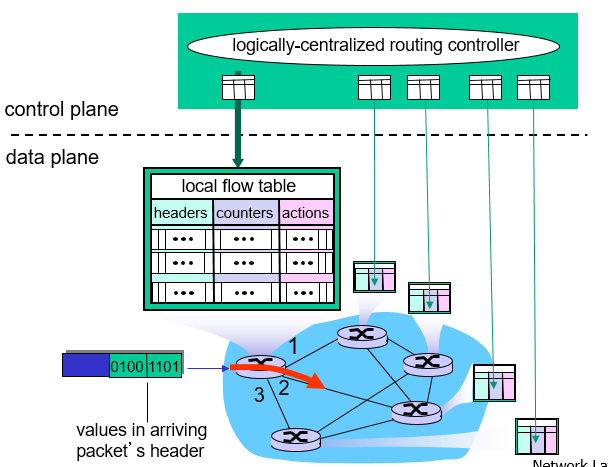 logically-centralized routing controller
control plane
data plane
local flow table
headers counters actions
1
0100 1101
2
3
values in arriving
packet’s header
Network La